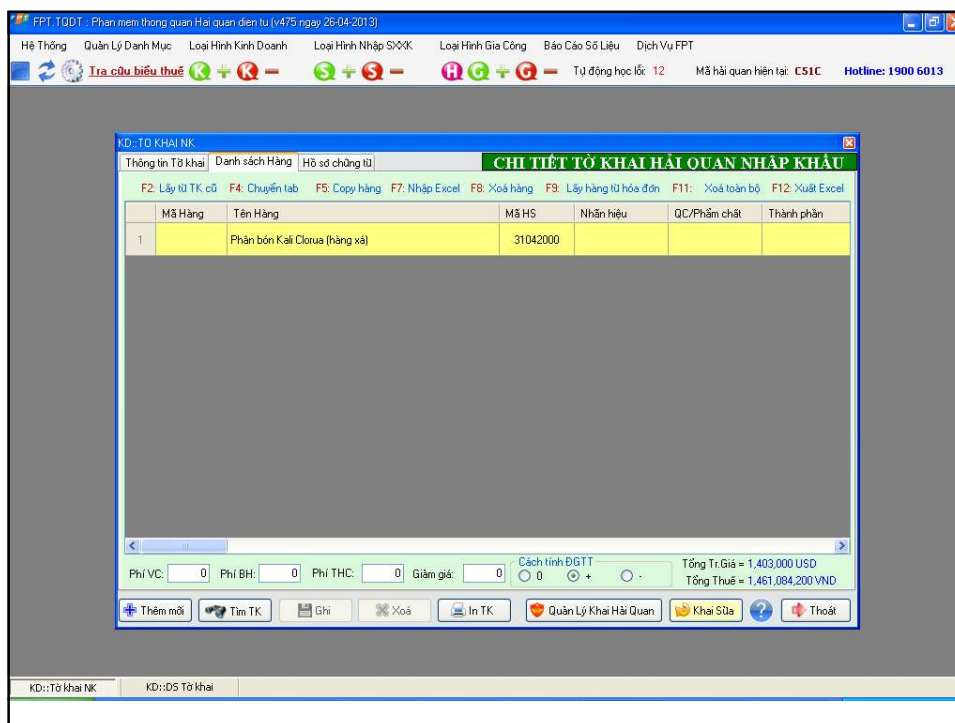 FPT.TQDT : Phan mem thong quan Hai quan dien tu (v475 ngay 26-04-2013)
Hệ Thống Quản Lý Danh Mục Loại Hình Kinh Doanh Loại Hình Nhập SXXK Loại Hình Gia Công Báo Cáo Số Liệu Dịch Vụ FPT
Tra cứu biểu thuế K + K − S + S − H G + G − Tự động học lỗi: 12 Mã hải quan hiện tại: C51C Hotline: 1900 6013
KD::TO KHAI NK
Thông tin Tờ khai Danh sách Hàng Hồ sơ chứng từ CHI TIẾT TỜ KHAI HẢI QUAN NHẬP KHẨU
F2: Lấy từ TK cũ F4: Chuyển tab F5: Copy hàng F7: Nhập Excel F8: Xoá hàng F9: Lấy hàng từ hóa đơn F11: Xoá toàn bộ F12: Xuất Excel
Mã Hàng Tên Hàng Mã HS Nhãn hiệu QC/Phẩm chất Thành phần
1 Phân bón Kali Clorua (hàng xá) 31042000
Cách tính ĐGTT
Phí VC: 0 Phí BH: 0 Phí THC: 0 Giảm giá: 0 0 + -
Tổng Tr.Giá = 1,403,000 USD
Tổng Thuế = 1,461,084,200 VND
Thêm mới Tìm TK Ghi Xoá In TK Quản Lý Khai Hải Quan Khai Sửa ? Thoát
KD::Tờ khai NK KD::DS Tờ khai